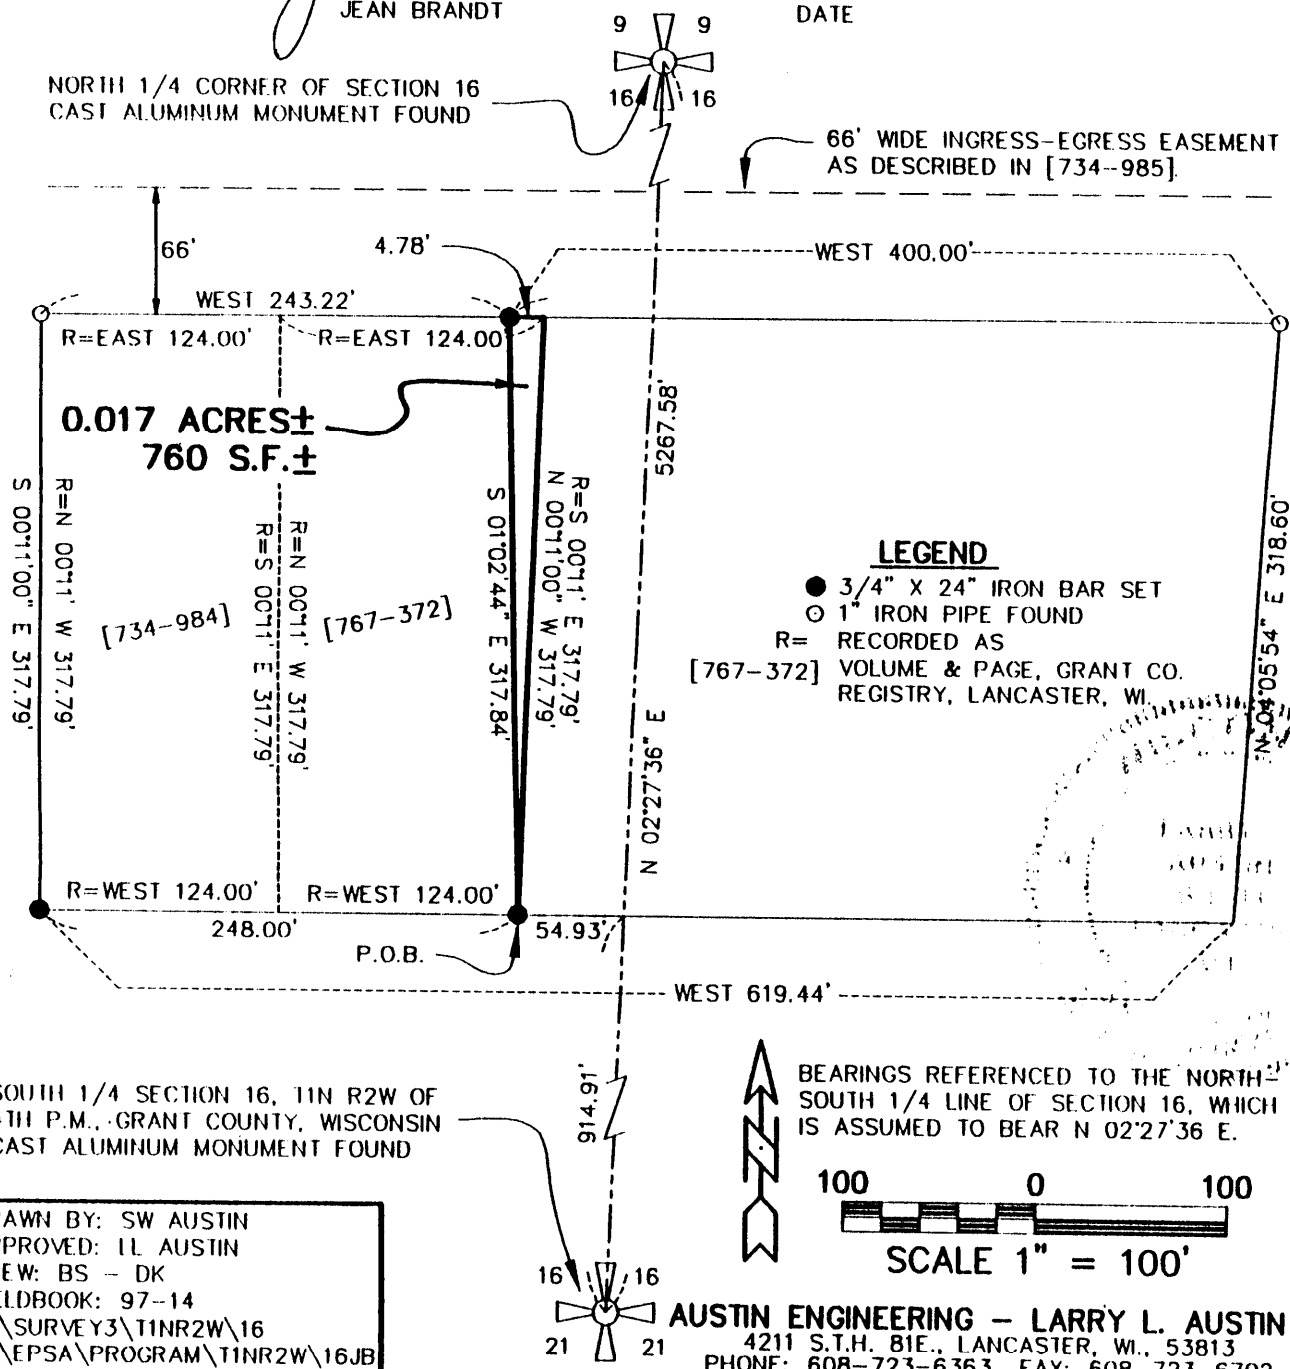 JEAN BRANDT
DATE
9 9
16 16
NORTH 1/4 CORNER OF SECTION 16
CAST ALUMINUM MONUMENT FOUND
66' WIDE INGRESS-EGRESS EASEMENT
AS DESCRIBED IN [734-985].
66'
4.78'
WEST 400.00'
WEST 243.22'
R=EAST 124.00'
R=EAST 124.00'
0.017 ACRES±
760 S.F.±
5267.58'
S 00°11'00" E 317.79'
R=N 00°11' W 317.79'
R=S 00°11 E 317.79'
R=N 00°11' W 317.79'
S 01°02'44" E 317.84'
N 00°11'00" W 317.79'
R=S 00°11' E 317.79'
[734-984]
[767-372]
N 02°27'36" E
N 04°05'54" E 318.60'
LEGEND
3/4" X 24" IRON BAR SET
1" IRON PIPE FOUND
R= RECORDED AS
[767-372] VOLUME & PAGE, GRANT CO.
REGISTRY, LANCASTER, WI.
R=WEST 124.00'
R=WEST 124.00'
248.00'
54.93'
P.O.B.
WEST 619.44'
914.91'
SOUTH 1/4 SECTION 16, T1N R2W OF
4TH P.M., GRANT COUNTY, WISCONSIN
CAST ALUMINUM MONUMENT FOUND
BEARINGS REFERENCED TO THE NORTH-
SOUTH 1/4 LINE OF SECTION 16, WHICH
IS ASSUMED TO BEAR N 02°27'36 E.
N
100 0 100
SCALE 1" = 100'
AWN BY: SW AUSTIN
PROVED: LL AUSTIN
EW: BS - DK
LDBOOK: 97-14
\SURVEY3\T1NR2W\16
\EPSA\PROGRAM\T1NR2W\16JB
16 16
21 21
AUSTIN ENGINEERING - LARRY L. AUSTIN
4211 S.T.H. 81E., LANCASTER, WI., 53813
PHONE: 608-723-6363 FAX: 608-723-6702